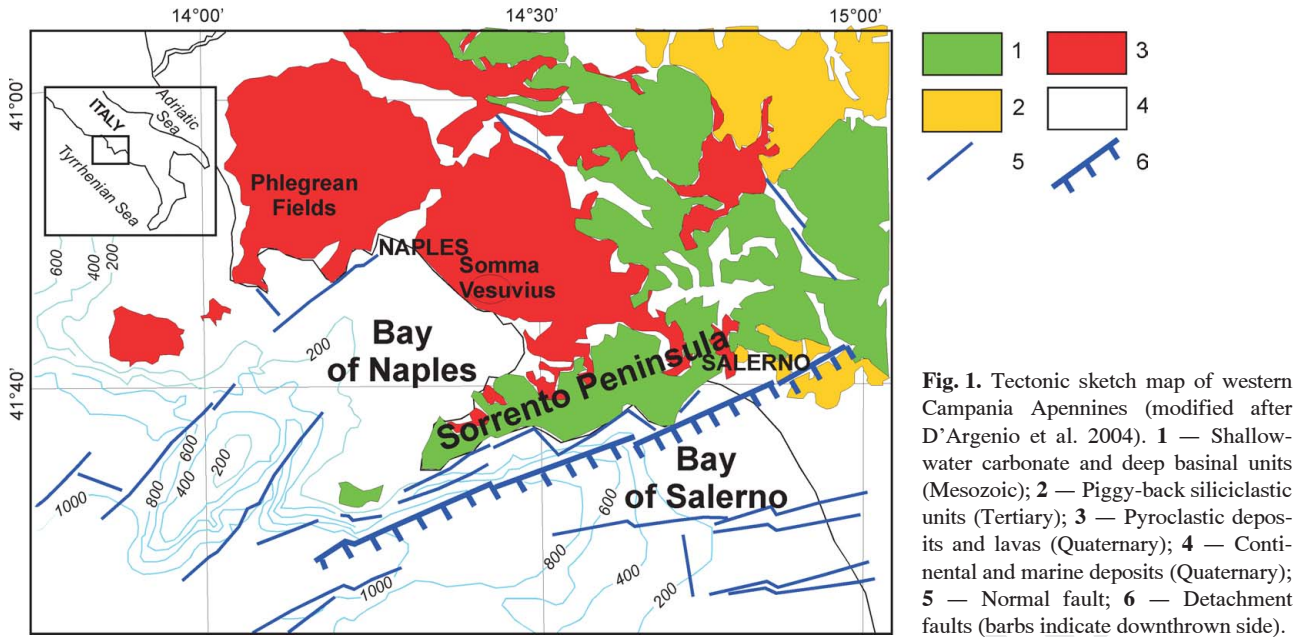 14°00' 14°30' 15°00'
41°00'
41°40'
ITALY
Adriatic
Sea
Tyrrhenian Sea
Phlegrean
Fields
NAPLES
Somma
Vesuvius
Bay
of Naples
Sorrento Peninsula
SALERNO
Bay
of Salerno
600
400
200
200
600
200
400
800
1000
1000
600
800
400
200
1
2
3
4
5
6
Fig. 1. Tectonic sketch map of western
Campania Apennines (modified after
D'Argenio et al. 2004). 1 — Shallow-
water carbonate and deep basinal units
(Mesozoic); 2 — Piggy-back siliciclastic
units (Tertiary); 3 — Pyroclastic depos-
its and lavas (Quaternary); 4 — Conti-
nental and marine deposits (Quaternary);
5 — Normal fault; 6 — Detachment
faults (barbs indicate downthrown side).